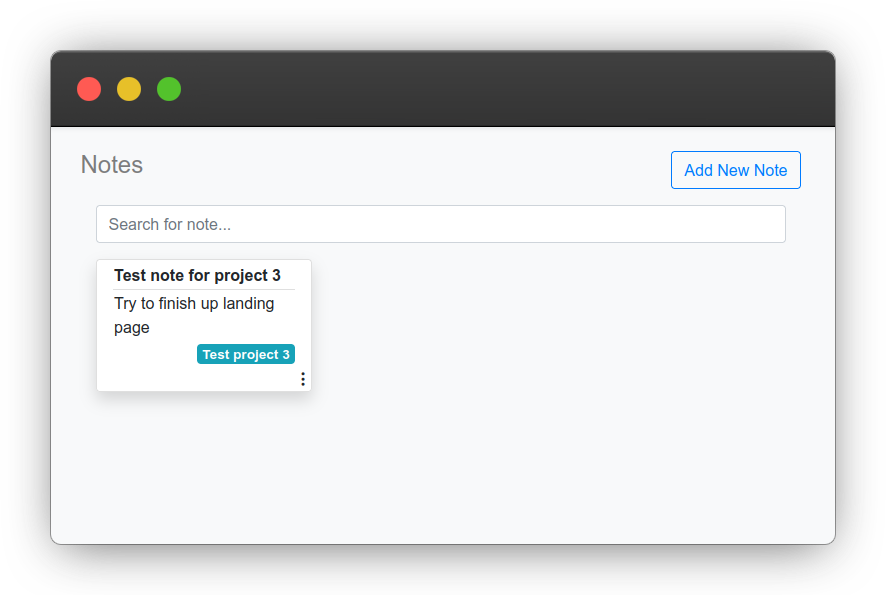 Notes
Add New Note
Search for note...
Test note for project 3
Try to finish up landing
page
Test project 3